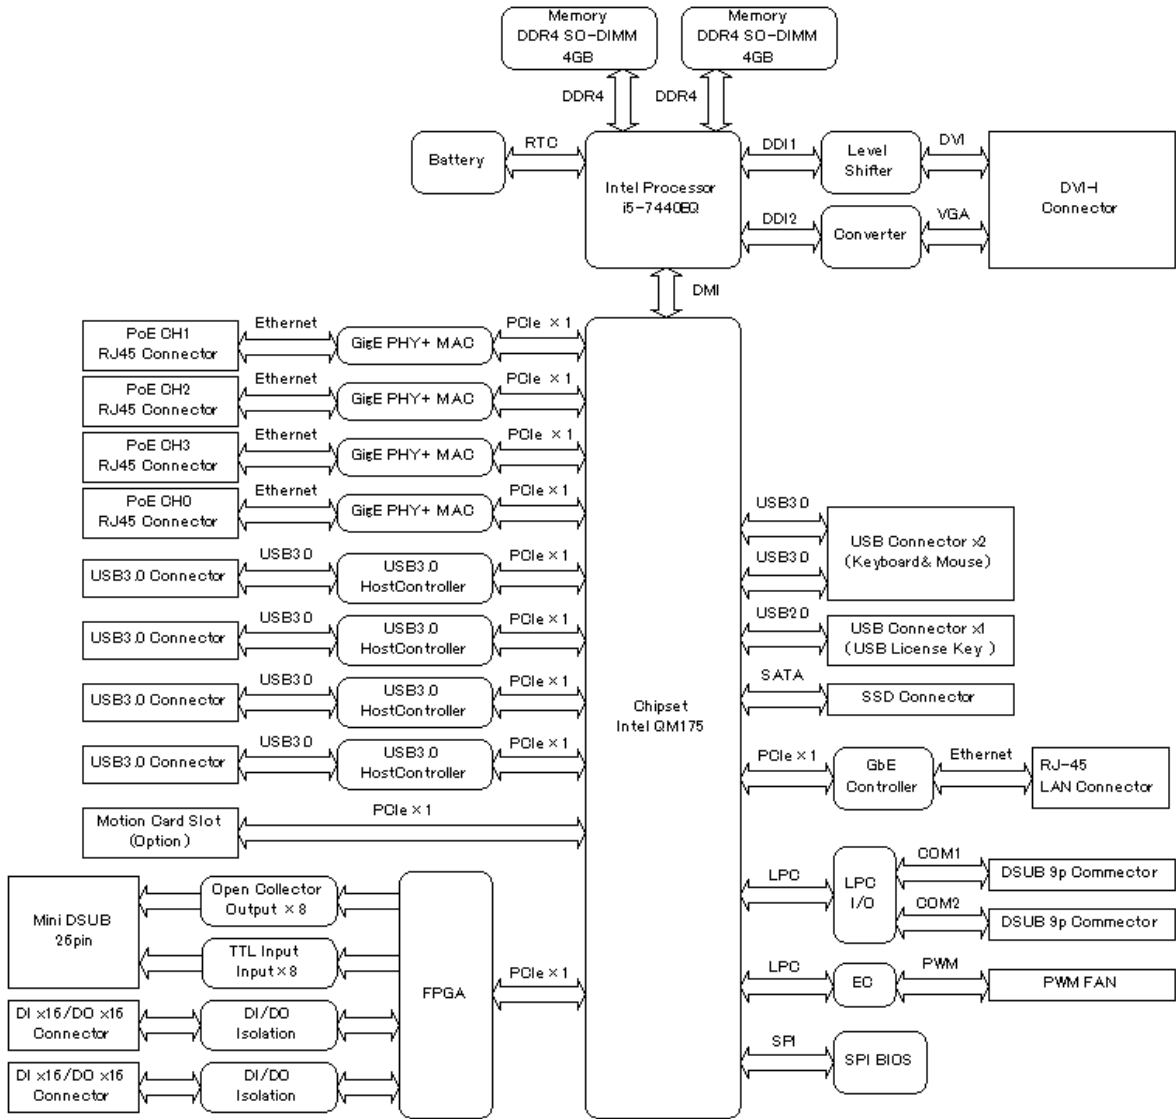 Memory
DDR4 SO-DIMM
4GB
Memory
DDR4 SO-DIMM
4GB
DDR4
DDR4
Battery
RTC
Intel Processor
i5-7440EQ
DDI1
Level
Shifter
DVI
DVI-I
Connector
DDI2
Converter
VGA
DMI
PoE CH1
RJ45 Connector
Ethernet
GigE PHY+ MAC
PCIe ×1
PoE CH2
RJ45 Connector
Ethernet
GigE PHY+ MAC
PCIe ×1
PoE CH3
RJ45 Connector
Ethernet
GigE PHY+ MAC
PCIe ×1
PoE CH0
RJ45 Connector
Ethernet
GigE PHY+ MAC
PCIe×1
USB3.0 Connector
USB3.0
USB3.0
HostController
PCIe×1
USB3.0 Connector
USB3.0
USB3.0
HostController
PCIe×1
USB3.0 Connector
USB3.0
USB3.0
HostController
PCIe×1
USB3.0 Connector
USB3.0
USB3.0
HostController
PCIe×1
Motion Card Slot
(Option)
PCIe×1
Chipset
Intel QM175
USB3.0
USB3.0
USB Connector x2
(Keyboard& Mouse)
USB2.0
USB Connector x1
(USB License Key )
SATA
SSD Connector
PCIe×1
GbE
Controller
Ethernet
RJ-45
LAN Connector
LPC
LPC
I/O
COM1
DSUB 9p Commector
COM2
DSUB 9p Commector
LPC
EC
PWM
PWM FAN
SPI
SPI BIOS
Mini DSUB
26pin
Open Collector
Output ×8
TTL Input
Input×8
FPGA
PCIe×1
DI x16/DO x16
Connector
DI/DO
Isolation
DI x16/DO x16
Connector
DI/DO
Isolation